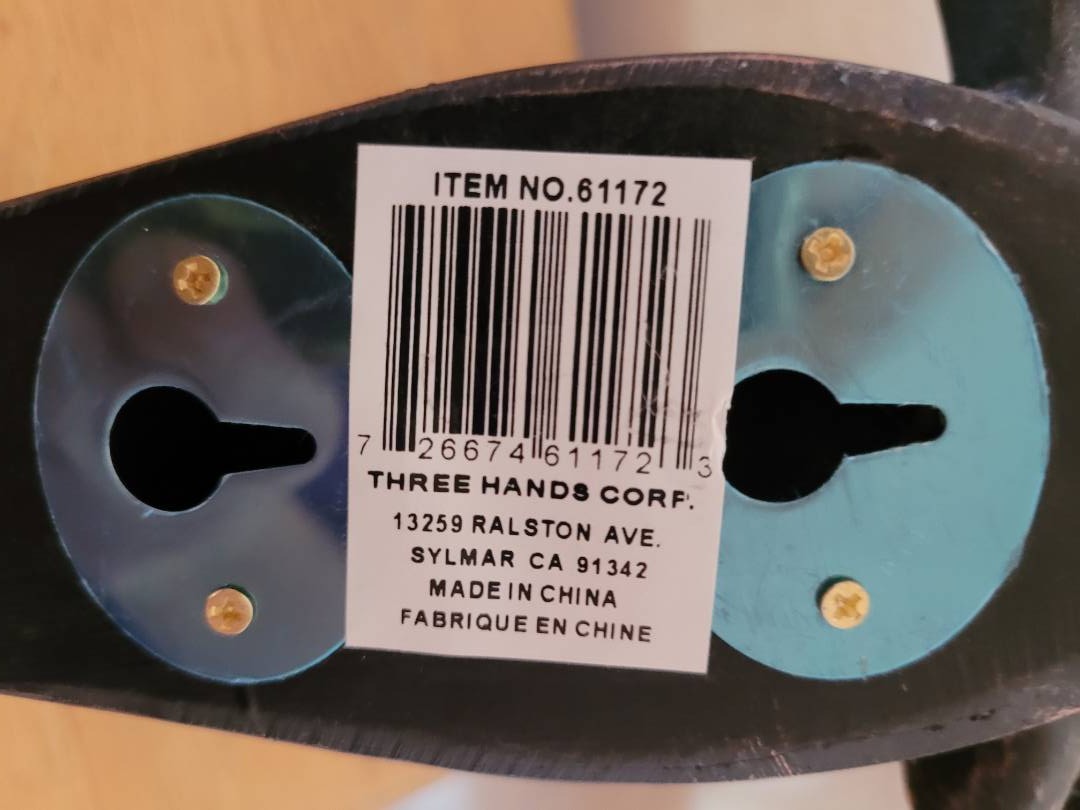 ITEM NO.61172
7 26674 61172 3
THREE HANDS CORP.
13259 RALSTON AVE.
SYLMAR CA 91342
MADE IN CHINA
FABRIQUE EN CHINE